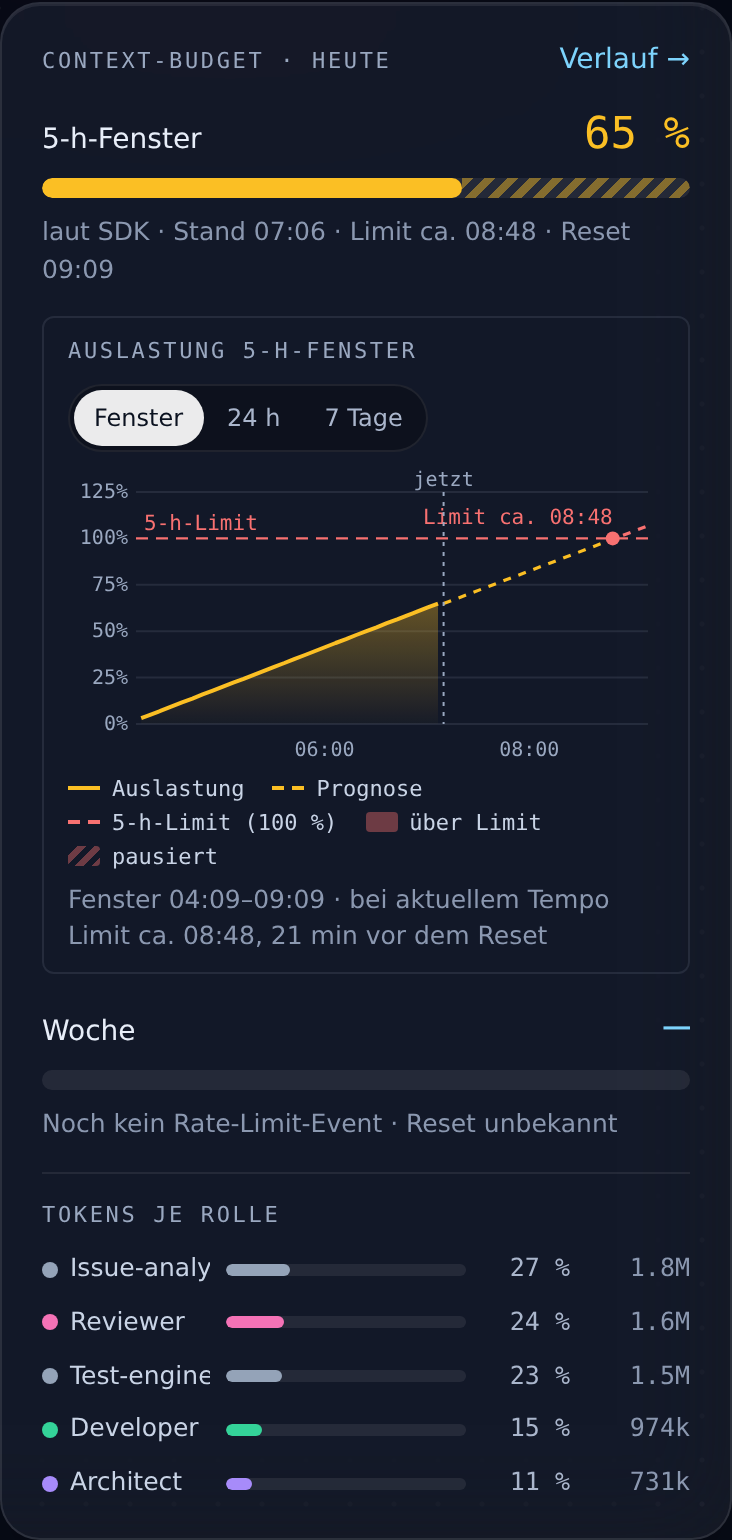 CONTEXT-BUDGET · HEUTE
Verlauf →
5-h-Fenster
65 %
laut SDK · Stand 07:06 · Limit ca. 08:48 · Reset
09:09
AUSLASTUNG 5-H-FENSTER
Fenster 24 h 7 Tage
jetzt
125%
5-h-Limit
Limit ca. 08:48
100%
75%
50%
25%
0%
06:00 08:00
Auslastung Prognose
5-h-Limit (100 %) über Limit
pausiert
Fenster 04:09–09:09 · bei aktuellem Tempo
Limit ca. 08:48, 21 min vor dem Reset
Woche —
Noch kein Rate-Limit-Event · Reset unbekannt
TOKENS JE ROLLE
Issue-analy 27 % 1.8M
Reviewer 24 % 1.6M
Test-engine 23 % 1.5M
Developer 15 % 974k
Architect 11 % 731k